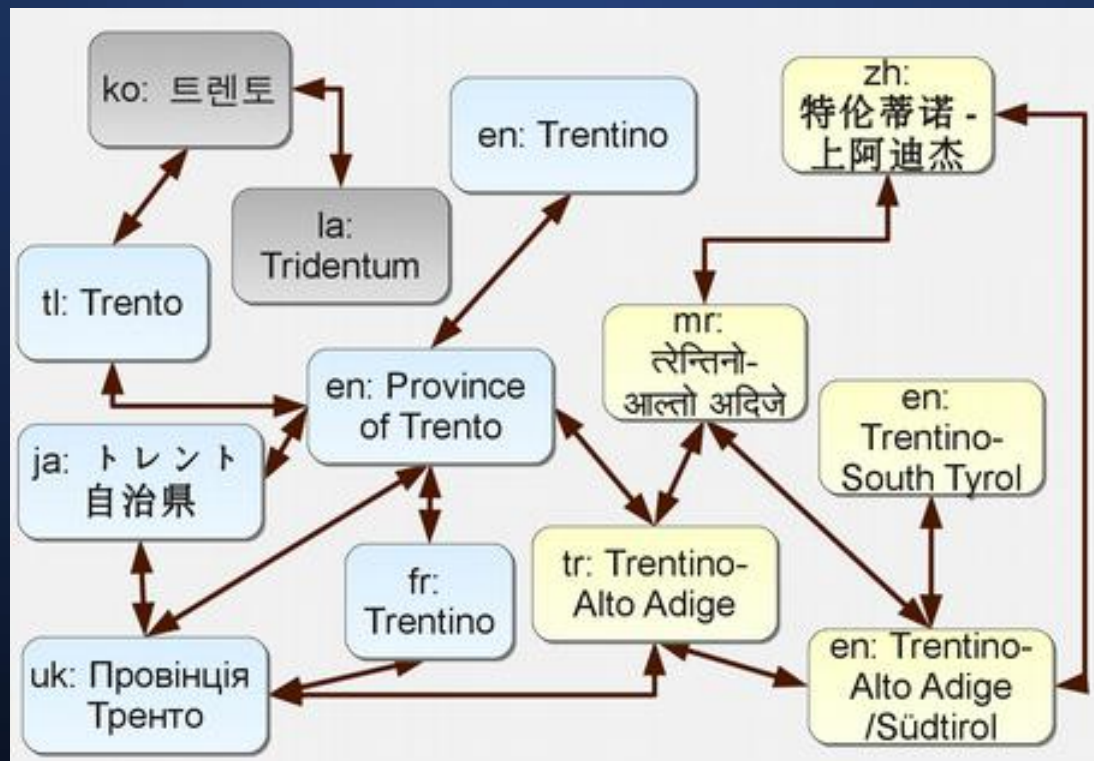 ko: 트렌토
la:
Tridentum
en: Trentino
zh:
特伦蒂诺 -
上阿迪杰
tl: Trento
en: Province
of Trento
mr:
त्रेन्तिनो-
आल्तो अदिजे
en:
Trentino-
South Tyrol
ja: トレント
自治県
fr:
Trentino
tr: Trentino-
Alto Adige
uk: Провінція
Тренто
en: Trentino-
Alto Adige
/Südtirol